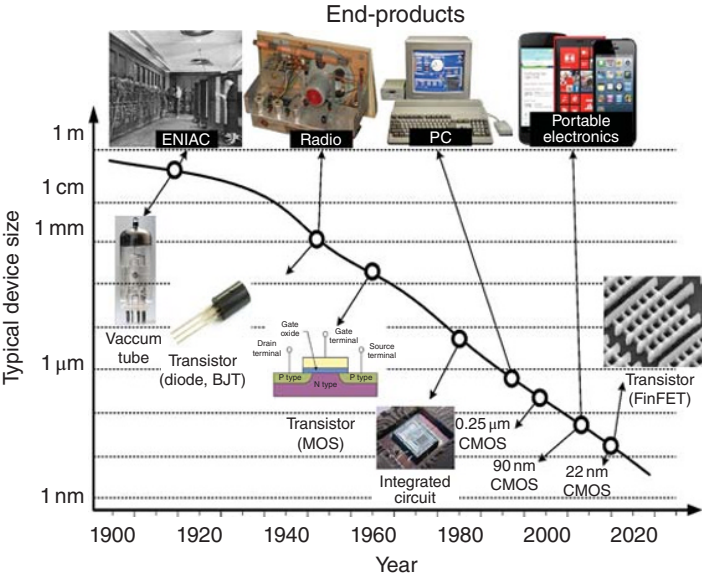 End-products
ENIAC
Radio
PC
Portable
electronics
Typical device size
1 m
1 cm
1 mm
1 μm
1 nm
Vaccum
tube
Transistor
(diode, BJT)
Gate
oxide
Gate
terminal
Drain
terminal
Source
terminal
P type
N type
P type
Transistor
(MOS)
Integrated
circuit
0.25 μm
CMOS
90 nm
CMOS
22 nm
CMOS
Transistor
(FinFET)
1900
1920
1940
1960
1980
2000
2020
Year